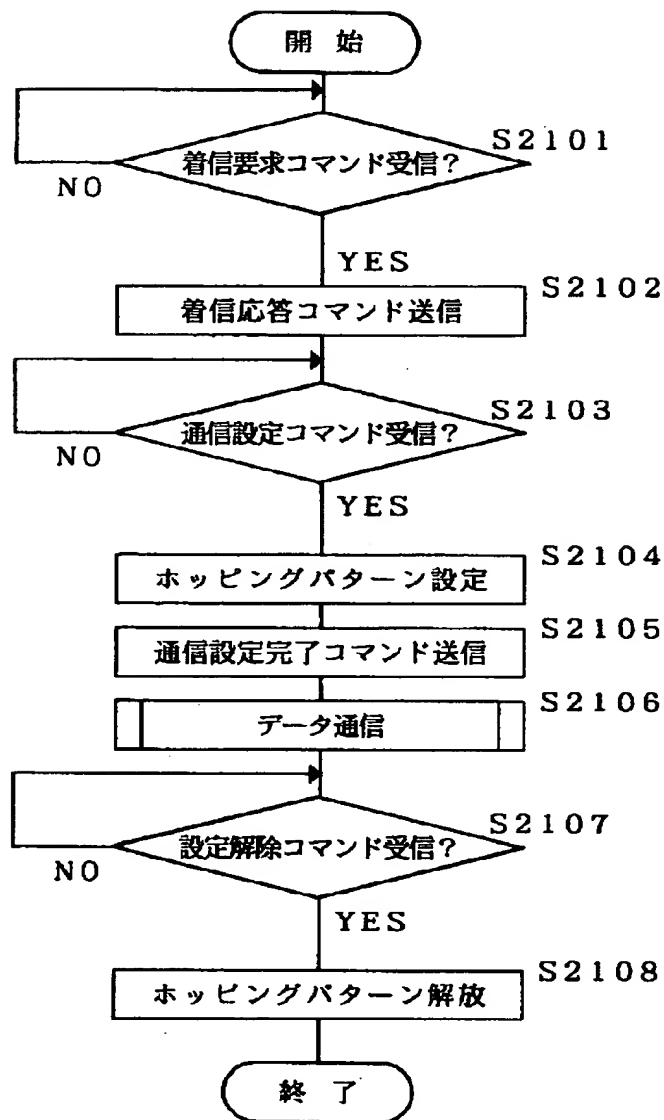 開始
着信要求コマンド受信？
S2101
NO
YES
着信応答コマンド送信
S2102
通信設定コマンド受信？
S2103
NO
YES
ホッピングパターン設定
S2104
通信設定完了コマンド送信
S2105
データ通信
S2106
設定解除コマンド受信？
S2107
NO
YES
ホッピングパターン解放
S2108
終了